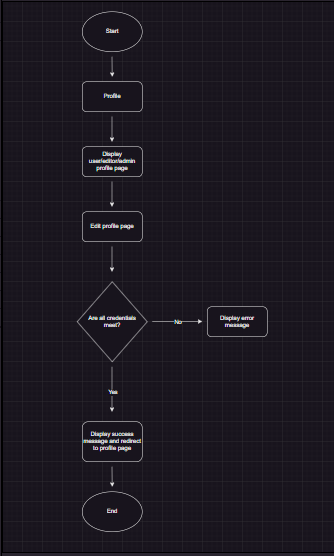 Start
Profile
Display
user/editor/admin
profile page
Edit profile page
Are all credentials
meet?
No
Display error
message
Yes
Display success
message and redirect
to profile page
End